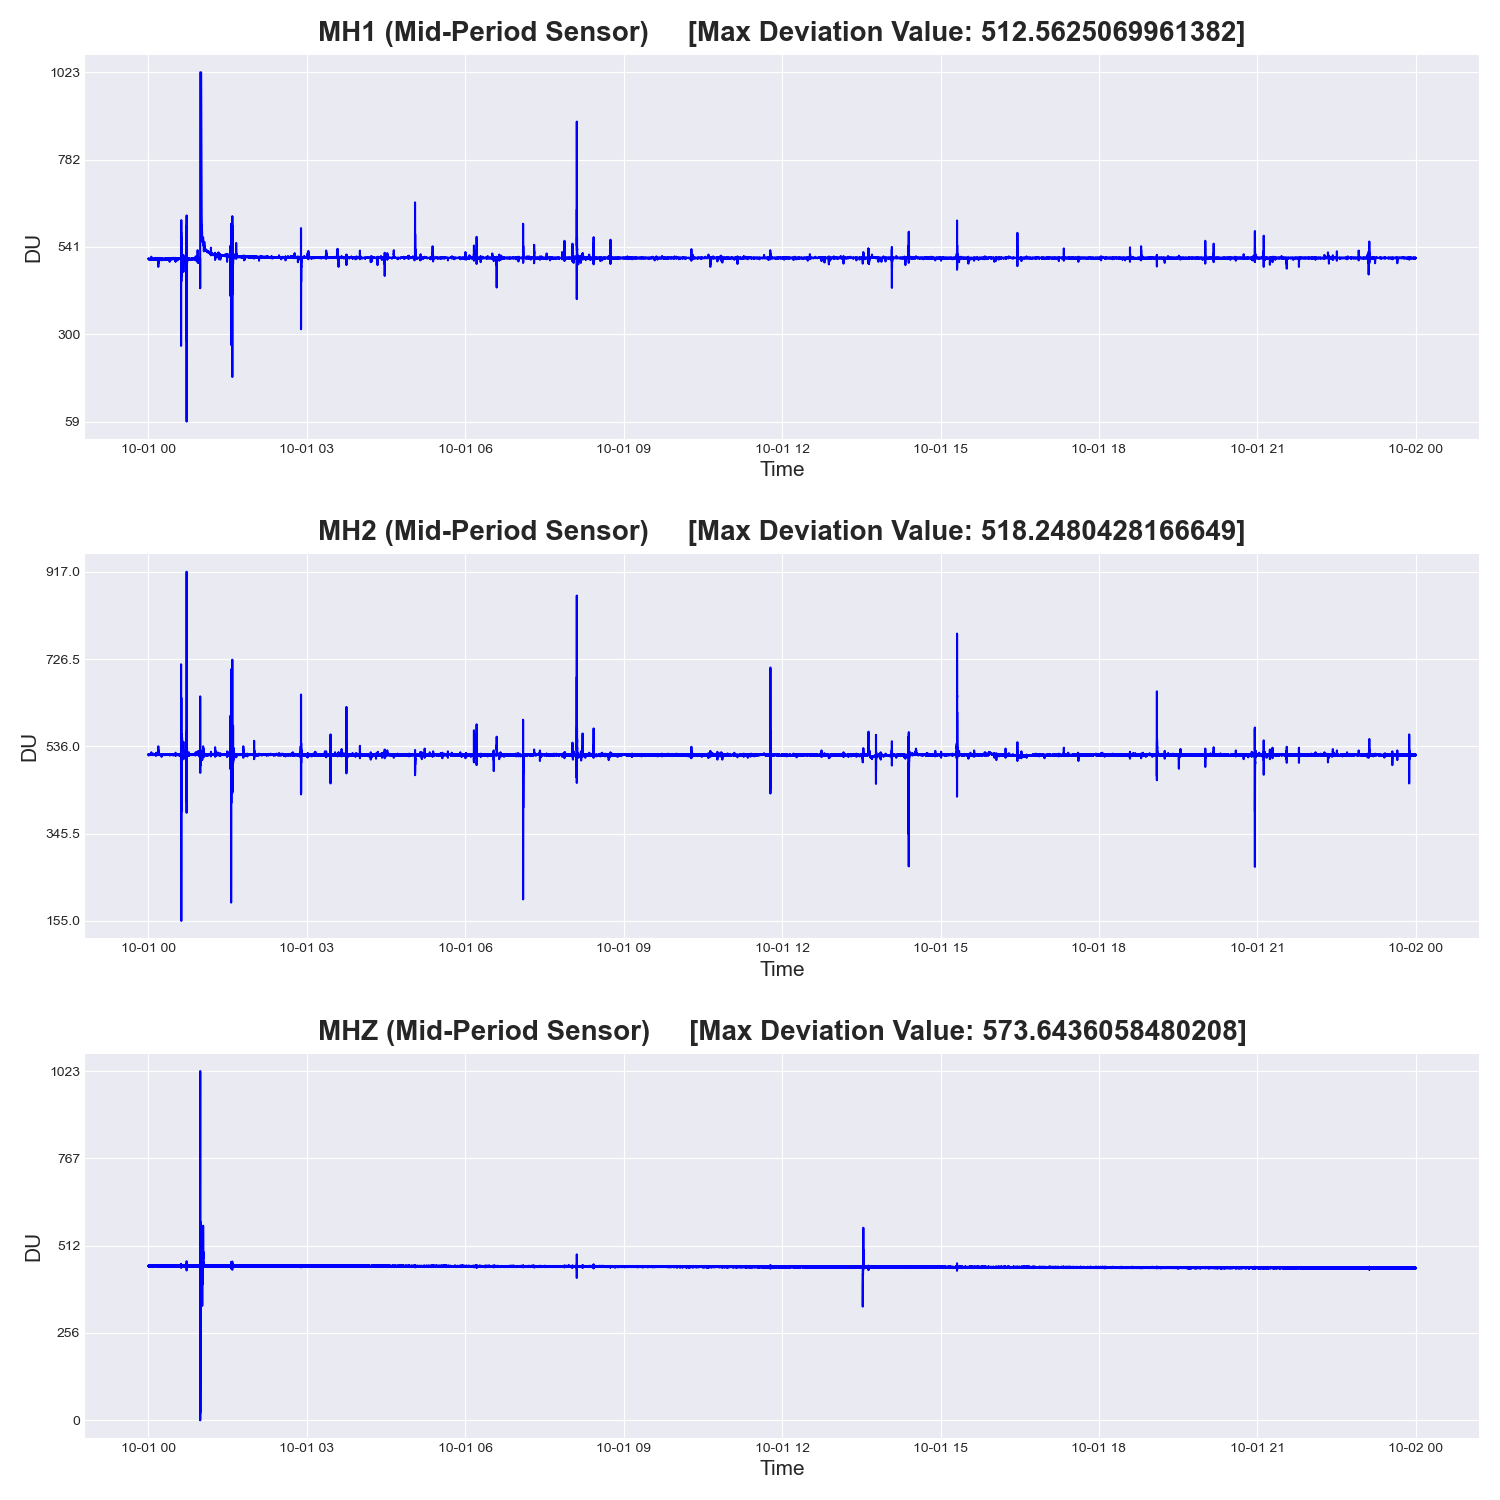 MH1 (Mid-Period Sensor) [Max Deviation Value: 512.5625069961382]
1023
782
541
300
59
DU
10-01 00 10-01 03 10-01 06 10-01 09 10-01 12 10-01 15 10-01 18 10-01 21 10-02 00
Time
MH2 (Mid-Period Sensor) [Max Deviation Value: 518.2480428166649]
917.0
726.5
536.0
345.5
155.0
DU
10-01 00 10-01 03 10-01 06 10-01 09 10-01 12 10-01 15 10-01 18 10-01 21 10-02 00
Time
MHZ (Mid-Period Sensor) [Max Deviation Value: 573.6436058480208]
1023
767
512
256
0
DU
10-01 00 10-01 03 10-01 06 10-01 09 10-01 12 10-01 15 10-01 18 10-01 21 10-02 00
Time